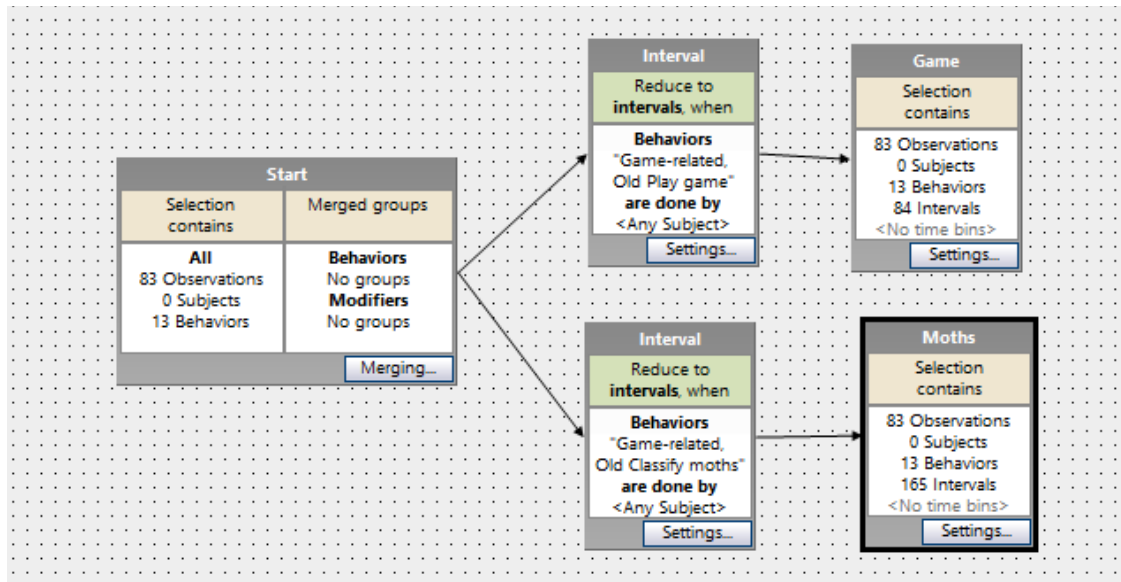 Start
Selection
contains
Merged groups
All
83 Observations
0 Subjects
13 Behaviors
Behaviors
No groups
Modifiers
No groups
Merging...
Interval
Reduce to
intervals, when
Behaviors
"Game-related,
Old Play game"
are done by
<Any Subject>
Settings...
Game
Selection
contains
83 Observations
0 Subjects
13 Behaviors
84 Intervals
<No time bins>
Settings...
Interval
Reduce to
intervals, when
Behaviors
"Game-related,
Old Classify moths"
are done by
<Any Subject>
Settings...
Moths
Selection
contains
83 Observations
0 Subjects
13 Behaviors
165 Intervals
<No time bins>
Settings...